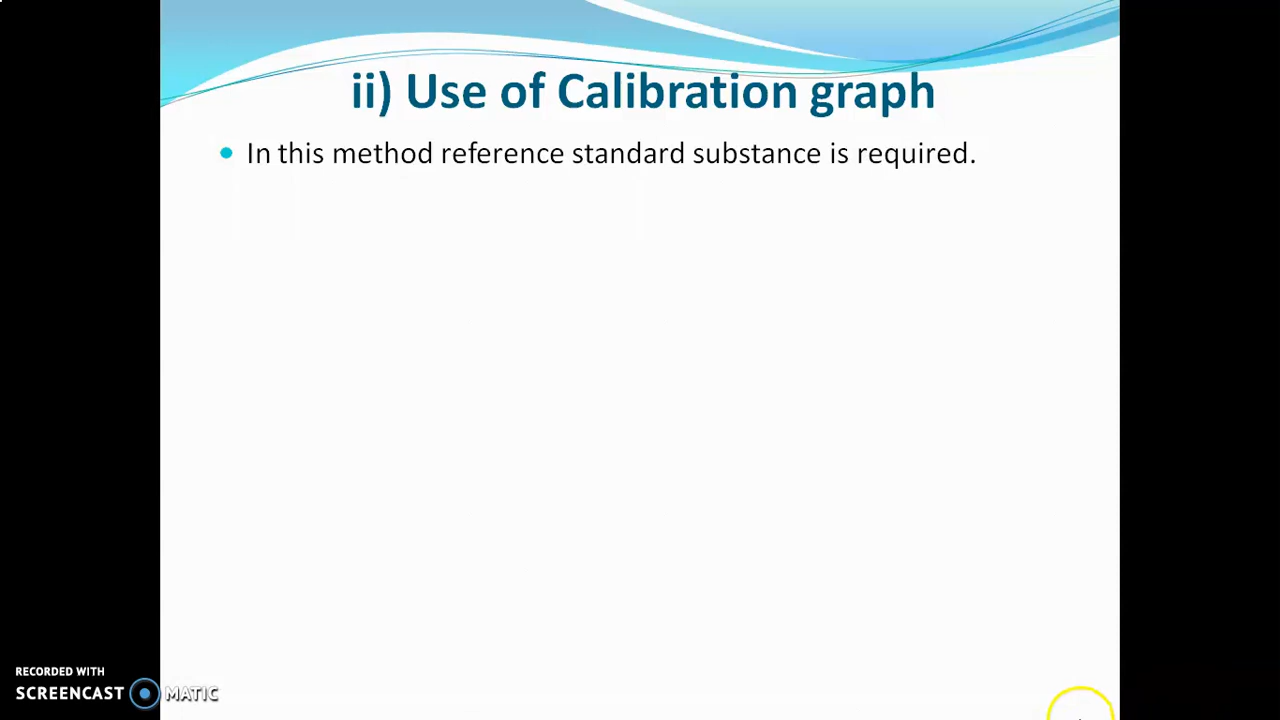 ii) Use of Calibration graph
In this method reference standard substance is required.
RECORDED WITH
SCREENCAST MATIC